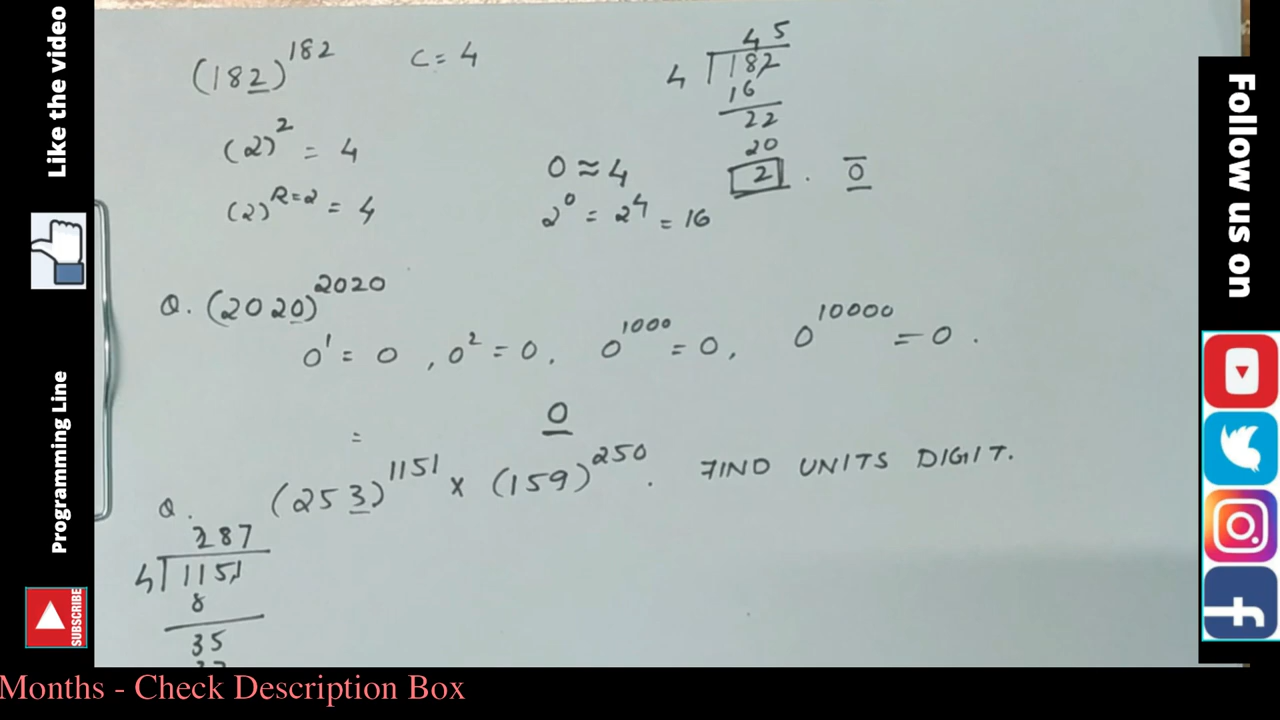 Like the video
Programming Line
SUBSCRIBE
(182)^182 C = 4
(2)^2 = 4
(2)^R=2 = 4
0 ≈ 4
2^0 = 2^4 = 16
45
4 182
16
22
20
2 . 0
Q. (2020)^2020
0^1 = 0 , 0^2 = 0, 0^1000 = 0, 0^10000 = 0.
= 0
Q. (253)^1151 x (159)^250. FIND UNITS DIGIT.
287
4 1151
8
35
Follow us on
Months - Check Description Box